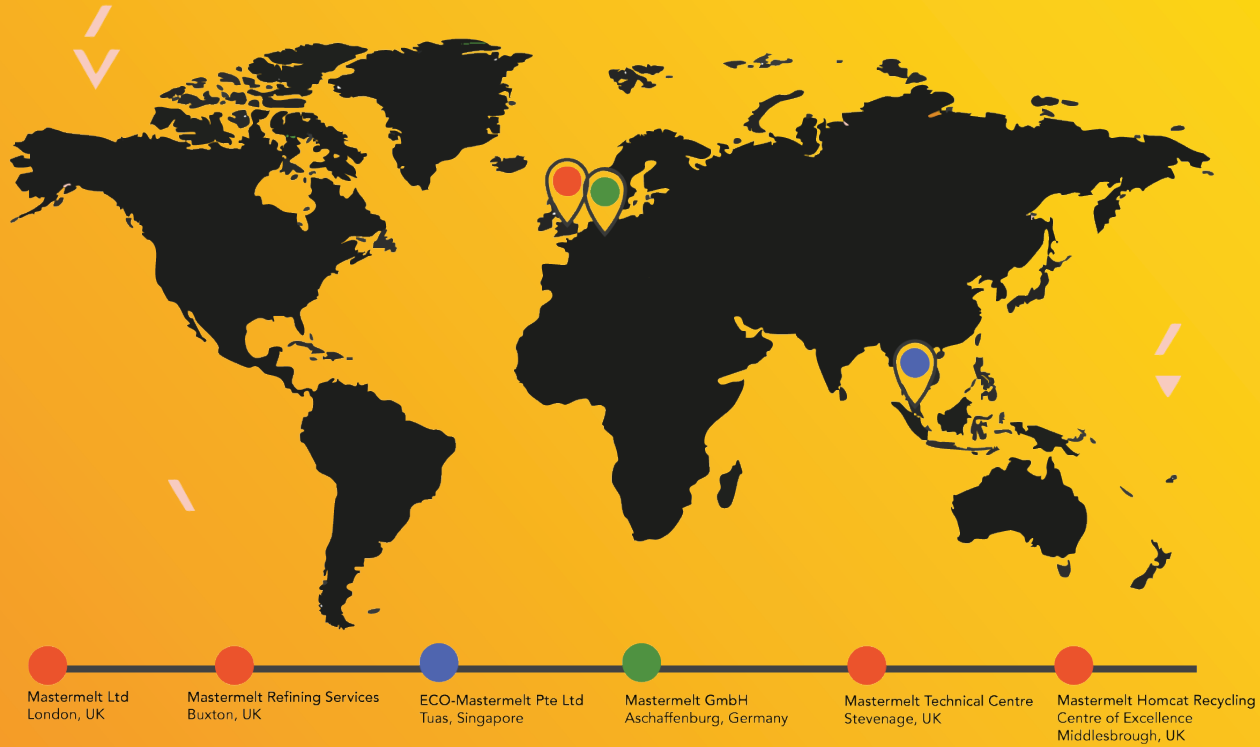 Mastermelt Ltd
London, UK
Mastermelt Refining Services
Buxton, UK
ECO-Mastermelt Pte Ltd
Tuas, Singapore
Mastermelt GmbH
Aschaffenburg, Germany
Mastermelt Technical Centre
Stevenage, UK
Mastermelt Homcat Recycling
Centre of Excellence
Middlesbrough, UK